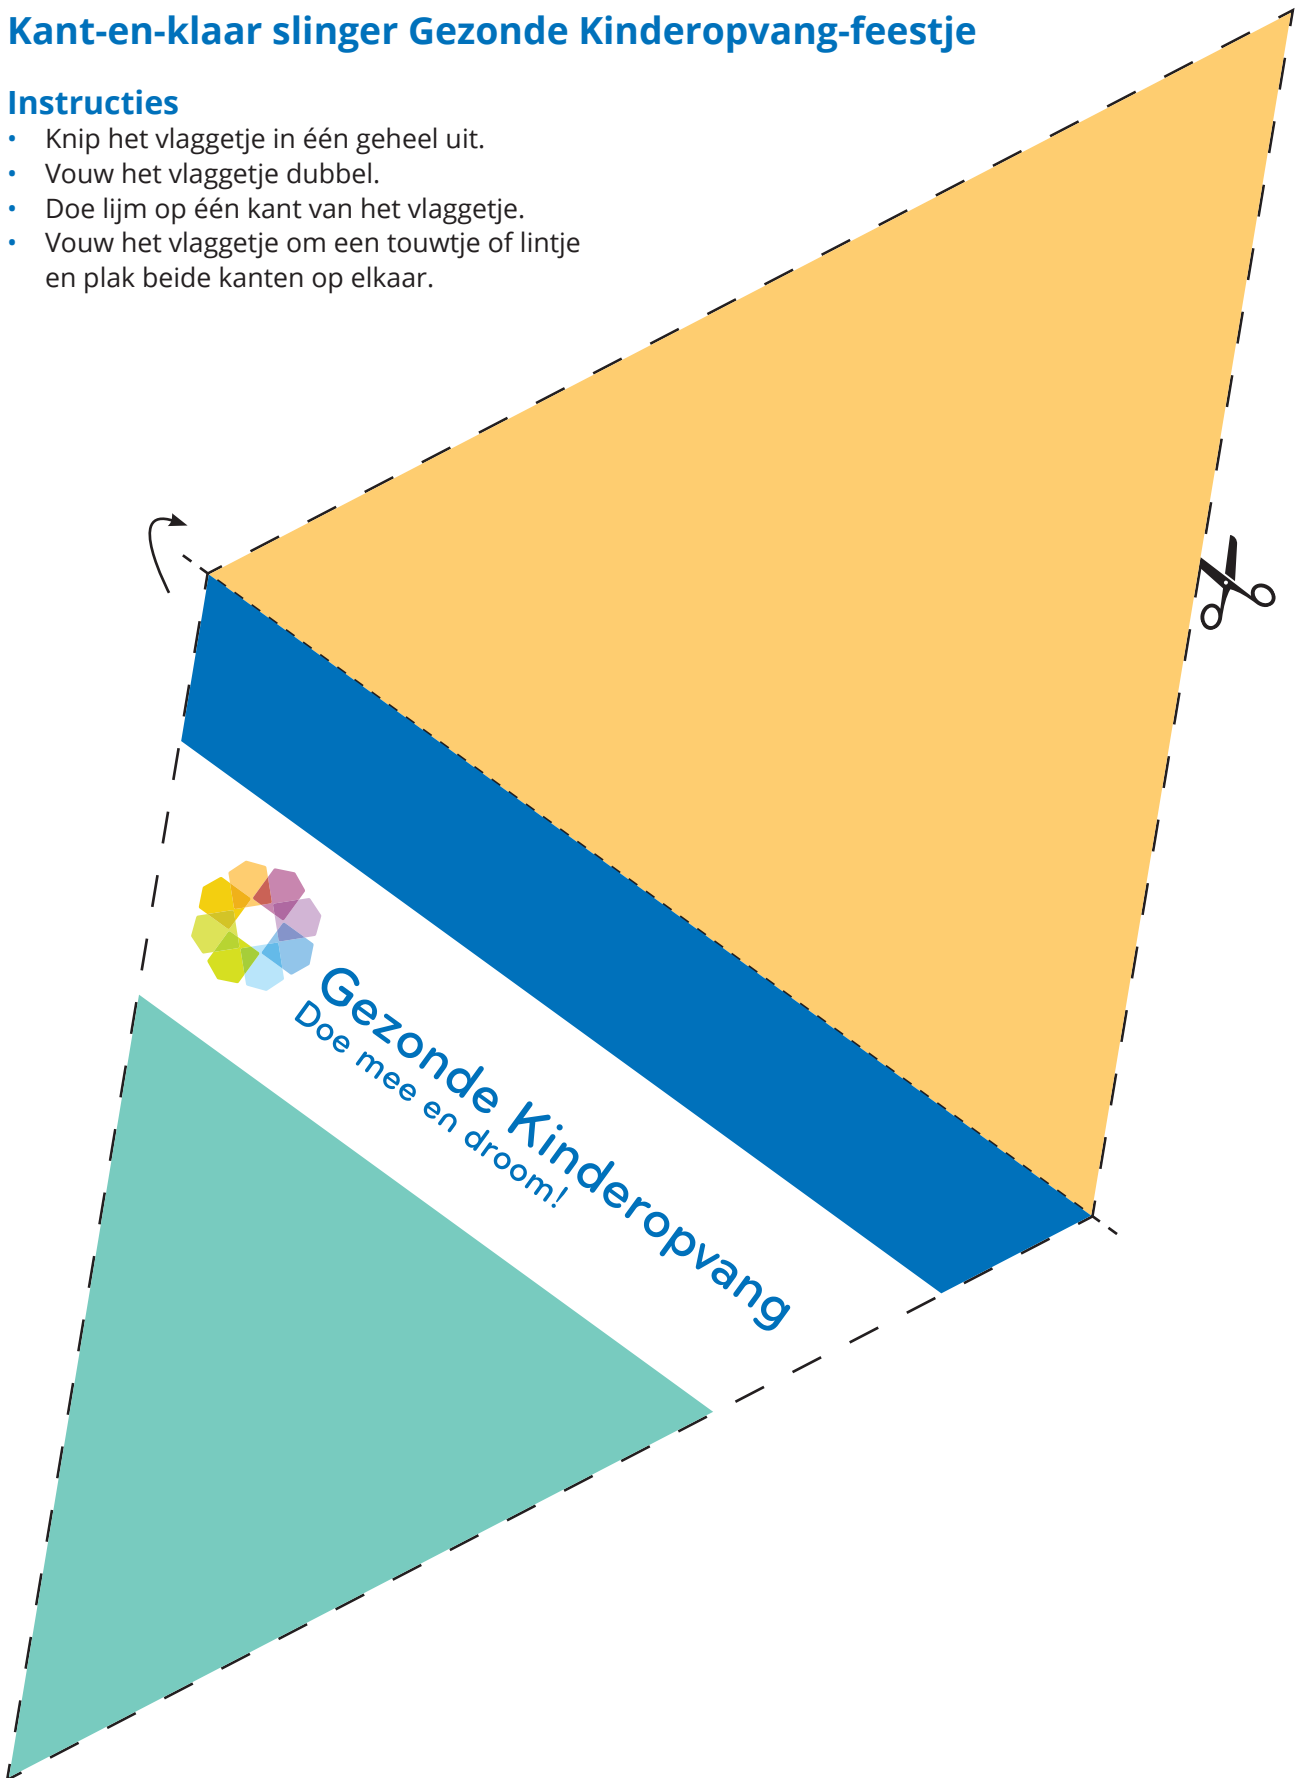 Kant-en-klaar slinger Gezonde Kinderopvang-feestje
Instructies
• Knip het vlaggetje in één geheel uit.
• Vouw het vlaggetje dubbel.
• Doe lijm op één kant van het vlaggetje.
• Vouw het vlaggetje om een touwtje of lintje
en plak beide kanten op elkaar.
Gezonde Kinderopvang
Doe mee en droom!